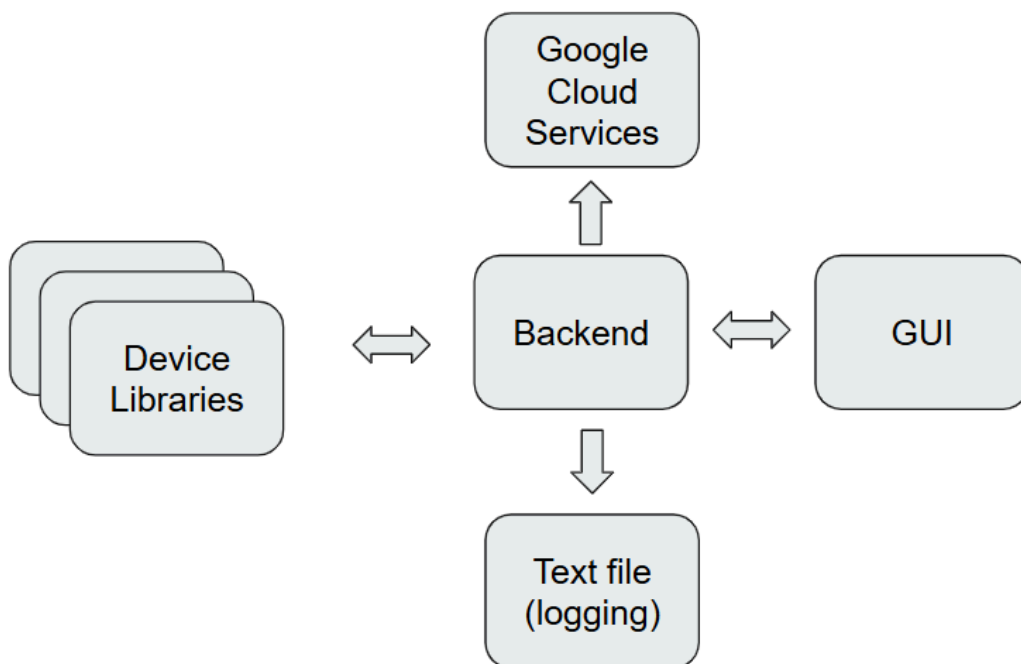 Google
Cloud
Services
Device
Libraries
Backend
GUI
Text file
(logging)